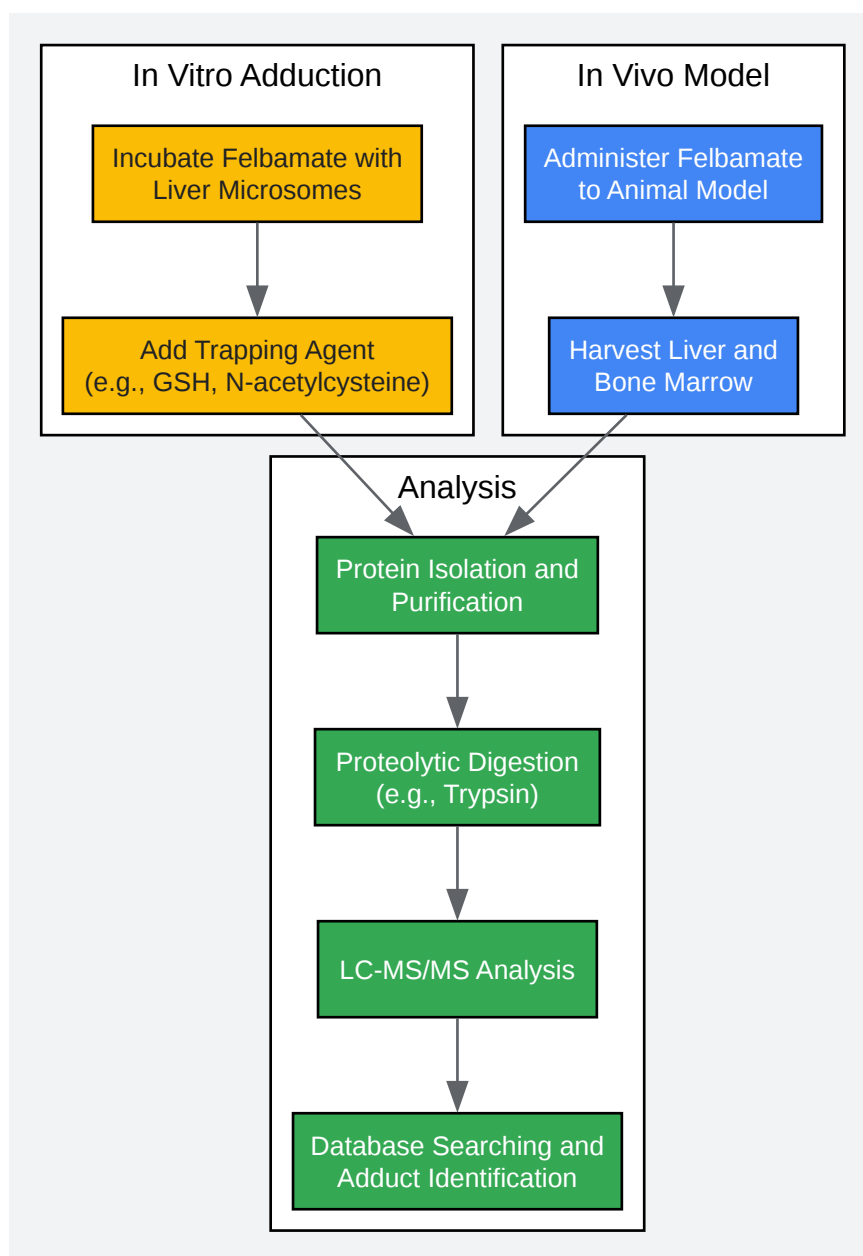 In Vitro Adduction
Incubate Felbamate with
Liver Microsomes
Add Trapping Agent
(e.g., GSH, N-acetylcysteine)
In Vivo Model
Administer Felbamate
to Animal Model
Harvest Liver and
Bone Marrow
Analysis
Protein Isolation and
Purification
Proteolytic Digestion
(e.g., Trypsin)
LC-MS/MS Analysis
Database Searching and
Adduct Identification